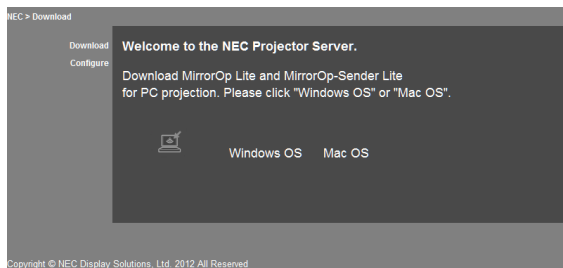 NEC > Download
Download
Configure
Welcome to the NEC Projector Server.
Download MirrorOp Lite and MirrorOp-Sender Lite
for PC projection. Please click "Windows OS" or "Mac OS".
Windows OS Mac OS
Copyright © NEC Display Solutions, Ltd. 2012 All Reserved